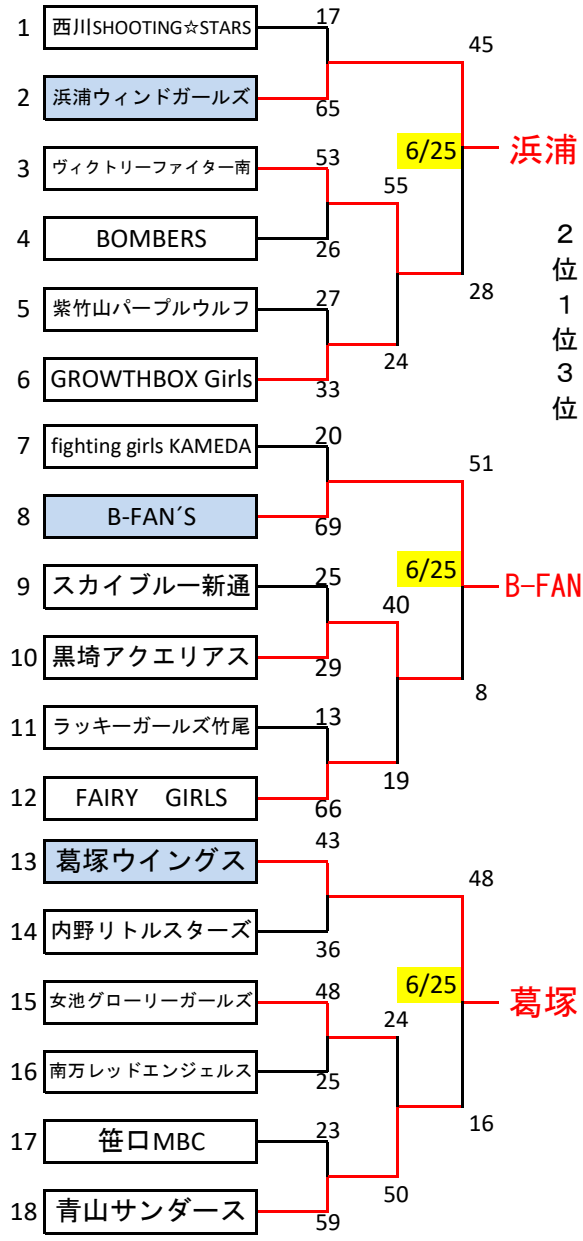 1 西川SHOOTING☆STARS 17
45
2 浜浦ウィンドガールズ 65
6/25 浜浦
3 ヴィクトリーファイター南 53
55
4 BOMBERS 26
28
5 紫竹山パープルウルフ 27
24
6 GROWTHBOX Girls 33
2位1位3位
7 fighting girls KAMEDA 20
51
8 B-FAN´S 69
6/25 B-FAN
9 スカイブルー新通 25
40
10 黒埼アクエリアス 29
8
11 ラッキーガールズ竹尾 13
19
12 FAIRY GIRLS 66
13 葛塚ウイングス 43
48
14 内野リトルスターズ 36
6/25 葛塚
15 女池グローリーガールズ 48
24
16 南万レッドエンジェルス 25
16
17 笹口MBC 23
50
18 青山サンダース 59